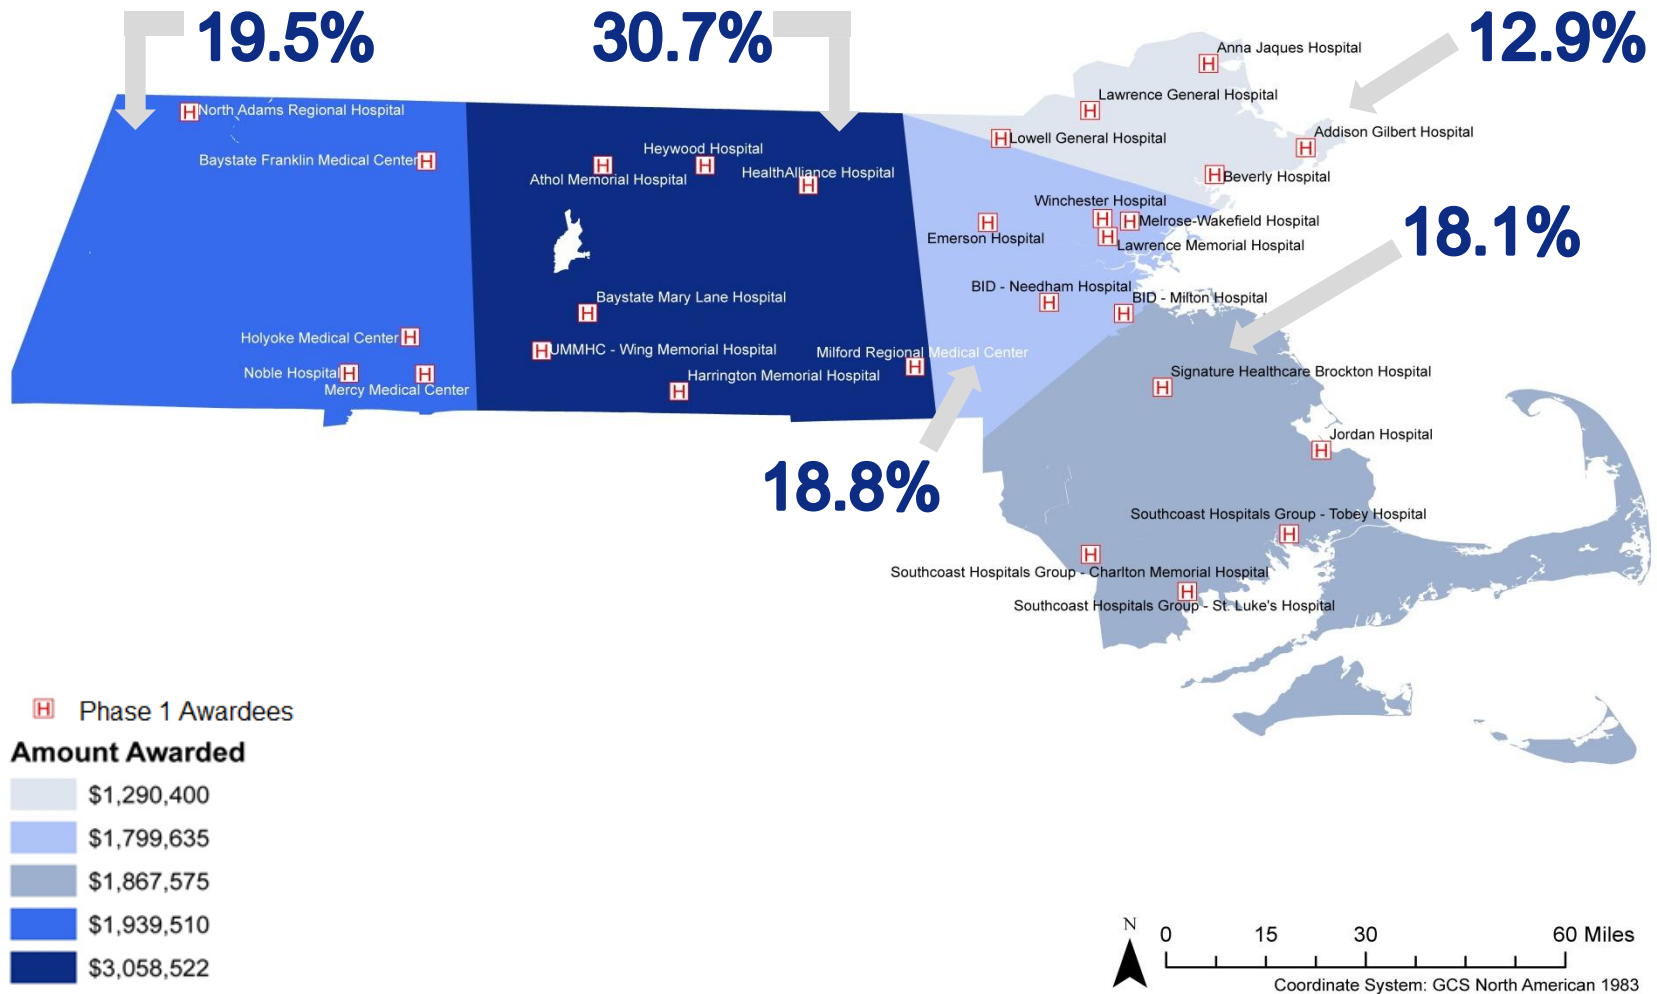 19.5%
30.7%
12.9%
Anna Jaques Hospital
Lawrence General Hospital
North Adams Regional Hospital
Lowell General Hospital
Addison Gilbert Hospital
Baystate Franklin Medical Center
Heywood Hospital
Athol Memorial Hospital
HealthAlliance Hospital
Beverly Hospital
Winchester Hospital
Melrose-Wakefield Hospital
Emerson Hospital
Lawrence Memorial Hospital
18.1%
BID - Needham Hospital
BID - Milton Hospital
Baystate Mary Lane Hospital
Holyoke Medical Center
UMMHC - Wing Memorial Hospital
Milford Regional Medical Center
Noble Hospital
Mercy Medical Center
Harrington Memorial Hospital
Signature Healthcare Brockton Hospital
Jordan Hospital
18.8%
Southcoast Hospitals Group - Tobey Hospital
Southcoast Hospitals Group - Charlton Memorial Hospital
Southcoast Hospitals Group - St. Luke's Hospital
H Phase 1 Awardees
Amount Awarded
$1,290,400
$1,799,635
$1,867,575
$1,939,510
$3,058,522
N
0 15 30 60 Miles
Coordinate System: GCS North American 1983